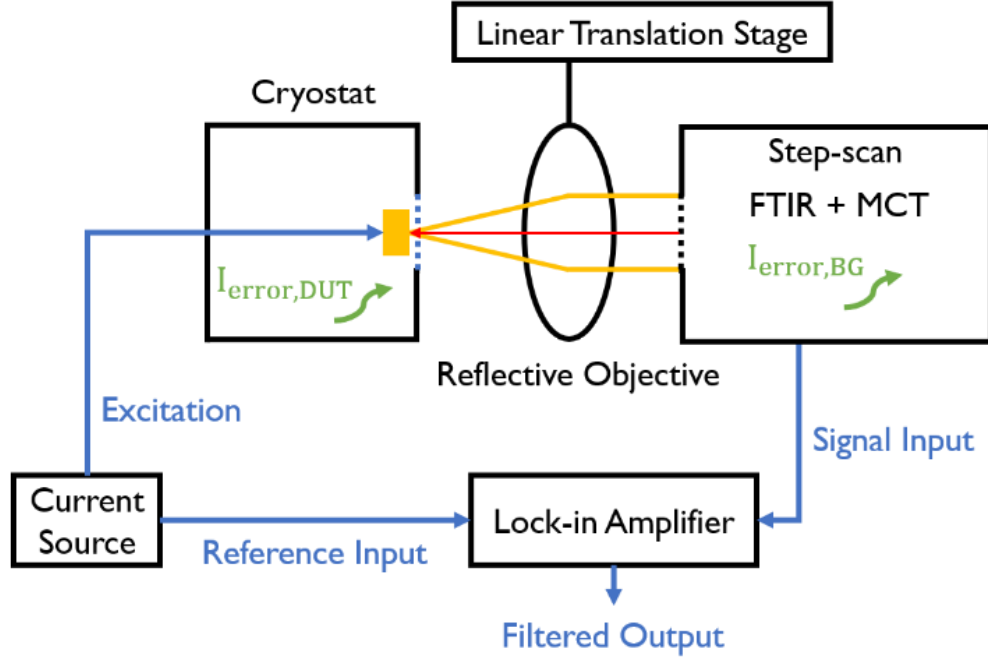 Linear Translation Stage
Cryostat
Step-scan
FTIR + MCT
I_error,BG
I_error,DUT
Reflective Objective
Excitation
Signal Input
Current
Source
Lock-in Amplifier
Reference Input
Filtered Output